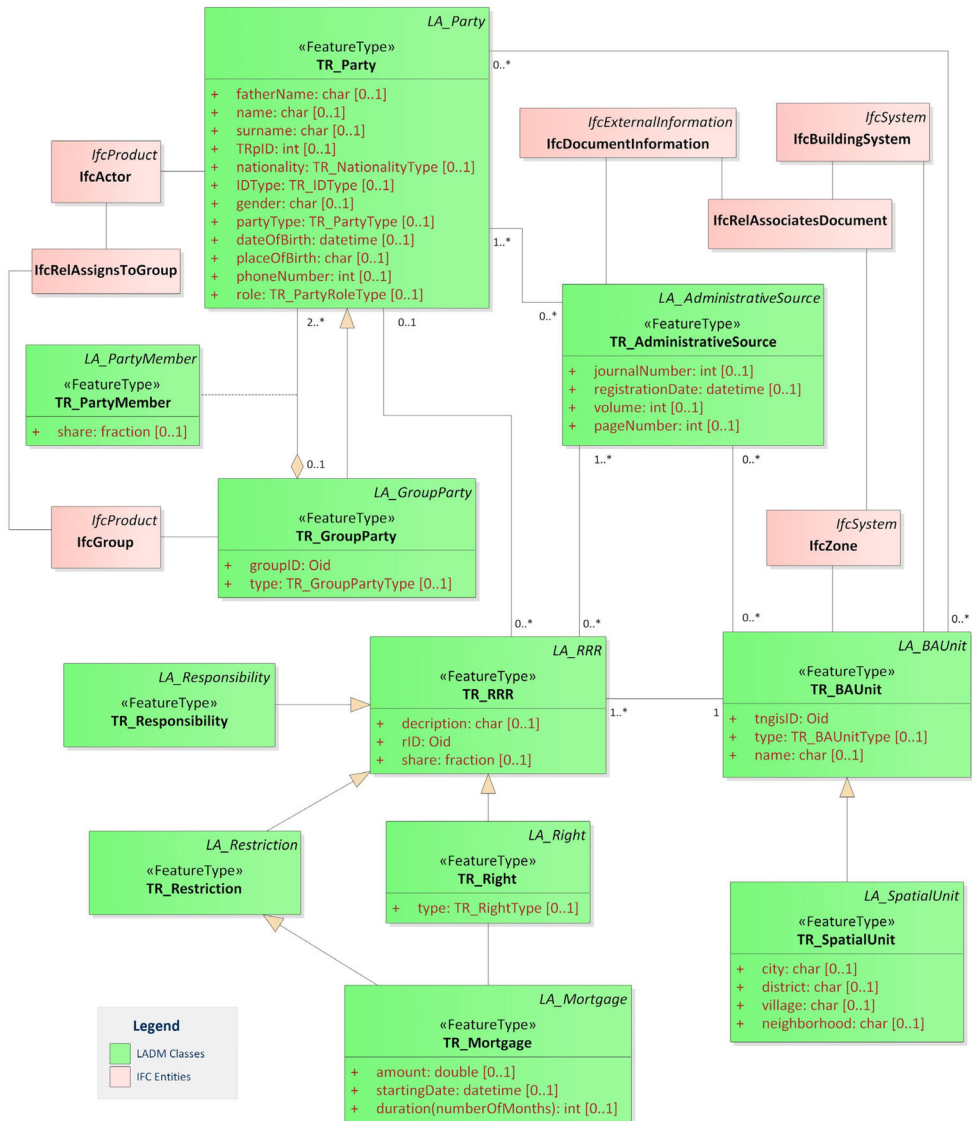 LA_Party
«FeatureType»
TR_Party
+ fatherName: char [0..1]
+ name: char [0..1]
+ surname: char [0..1]
+ TRpID: int [0..1]
+ nationality: TR_NationalityType [0..1]
+ IDType: TR_IDType [0..1]
+ gender: char [0..1]
+ partyType: TR_PartyType [0..1]
+ dateOfBirth: datetime [0..1]
+ placeOfBirth: char [0..1]
+ phoneNumber: int [0..1]
+ role: TR_PartyRoleType [0..1]
0..*
1..*
2..*
0..1
IfcExternalInformation
IfcDocumentInformation
IfcSystem
IfcBuildingSystem
IfcProduct
IfcActor
IfcRelAssociatesDocument
IfcRelAssignsToGroup
0..*
LA_AdministrativeSource
«FeatureType»
TR_AdministrativeSource
+ journalNumber: int [0..1]
+ registrationDate: datetime [0..1]
+ volume: int [0..1]
+ pageNumber: int [0..1]
1..*
0..*
LA_PartyMember
«FeatureType»
TR_PartyMember
+ share: fraction [0..1]
0..1
LA_GroupParty
«FeatureType»
TR_GroupParty
+ groupID: Oid
+ type: TR_GroupPartyType [0..1]
IfcProduct
IfcGroup
IfcSystem
IfcZone
0..*
0..*
0..*
0..*
LA_RRR
«FeatureType»
TR_RRR
+ decription: char [0..1]
+ rID: Oid
+ share: fraction [0..1]
1..*
1
LA_BAUnit
«FeatureType»
TR_BAUnit
+ tngisID: Oid
+ type: TR_BAUnitType [0..1]
+ name: char [0..1]
LA_Responsibility
«FeatureType»
TR_Responsibility
LA_Restriction
«FeatureType»
TR_Restriction
LA_Right
«FeatureType»
TR_Right
+ type: TR_RightType [0..1]
LA_SpatialUnit
«FeatureType»
TR_SpatialUnit
+ city: char [0..1]
+ district: char [0..1]
+ village: char [0..1]
+ neighborhood: char [0..1]
LA_Mortgage
«FeatureType»
TR_Mortgage
+ amount: double [0..1]
+ startingDate: datetime [0..1]
+ duration(numberOfMonths): int [0..1]
Legend
LADM Classes
IFC Entities